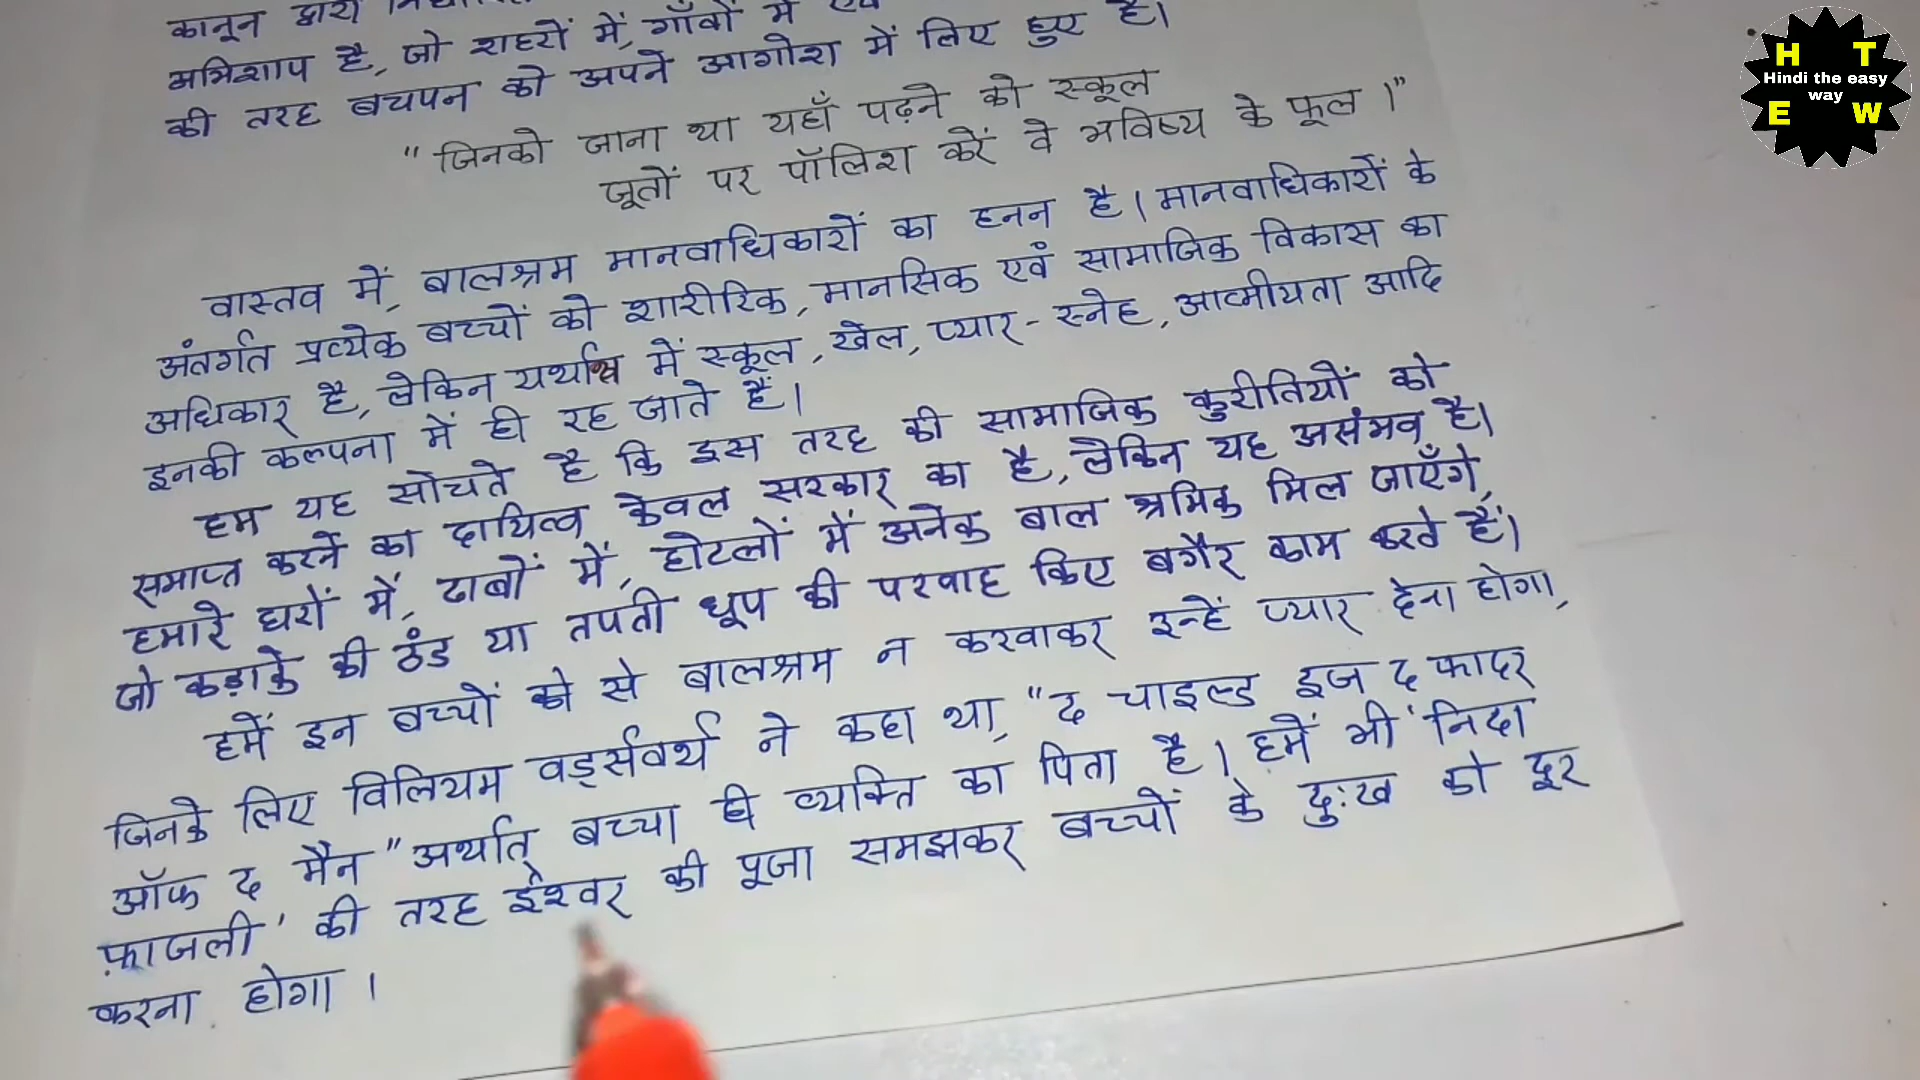 कानून द्वारा
अभिशाप है, जो शहरों में, गाँवों में एवं
की तरह बचपन को अपने आगोश में लिए हुए है।
"जिनको जाना था यहाँ पढ़ने को स्कूल
जूतों पर पॉलिश करें वे भविष्य के फूल।"
वास्तव में, बालश्रम मानवाधिकारों का हनन है। मानवाधिकारों के
अंतर्गत प्रत्येक बच्चों को शारीरिक, मानसिक एवं सामाजिक विकास का
अधिकार है, लेकिन यर्थाथ में स्कूल, खेल, प्यार-स्नेह, आत्मीयता आदि
इनकी कल्पना में ही रह जाते हैं।
हम यह सोचते है कि इस तरह की सामाजिक कुरीतियों को
समाप्त करने का दायित्व केवल सरकार का है, लेकिन यह असंभव है।
हमारे घरों में, ढाबों में, होटलों में अनेक बाल श्रमिक मिल जाएँगे,
जो कड़ाके की ठंड या तपती धूप की परवाह किए बगैर काम करते हैं।
हमें इन बच्चों को से बालश्रम न करवाकर इन्हें प्यार देना होगा,
जिनके लिए विलियम वर्ड्सवर्थ ने कहा था, "द चाइल्ड इज द फादर
ऑफ द मैन" अर्थात् बच्चा ही व्यक्ति का पिता है। हमें भी 'निदा
फ़ाजली' की तरह ईश्वर की पूजा समझकर बच्चों के दुःख को दूर
करना होगा।
H T
Hindi the easy
way
E W